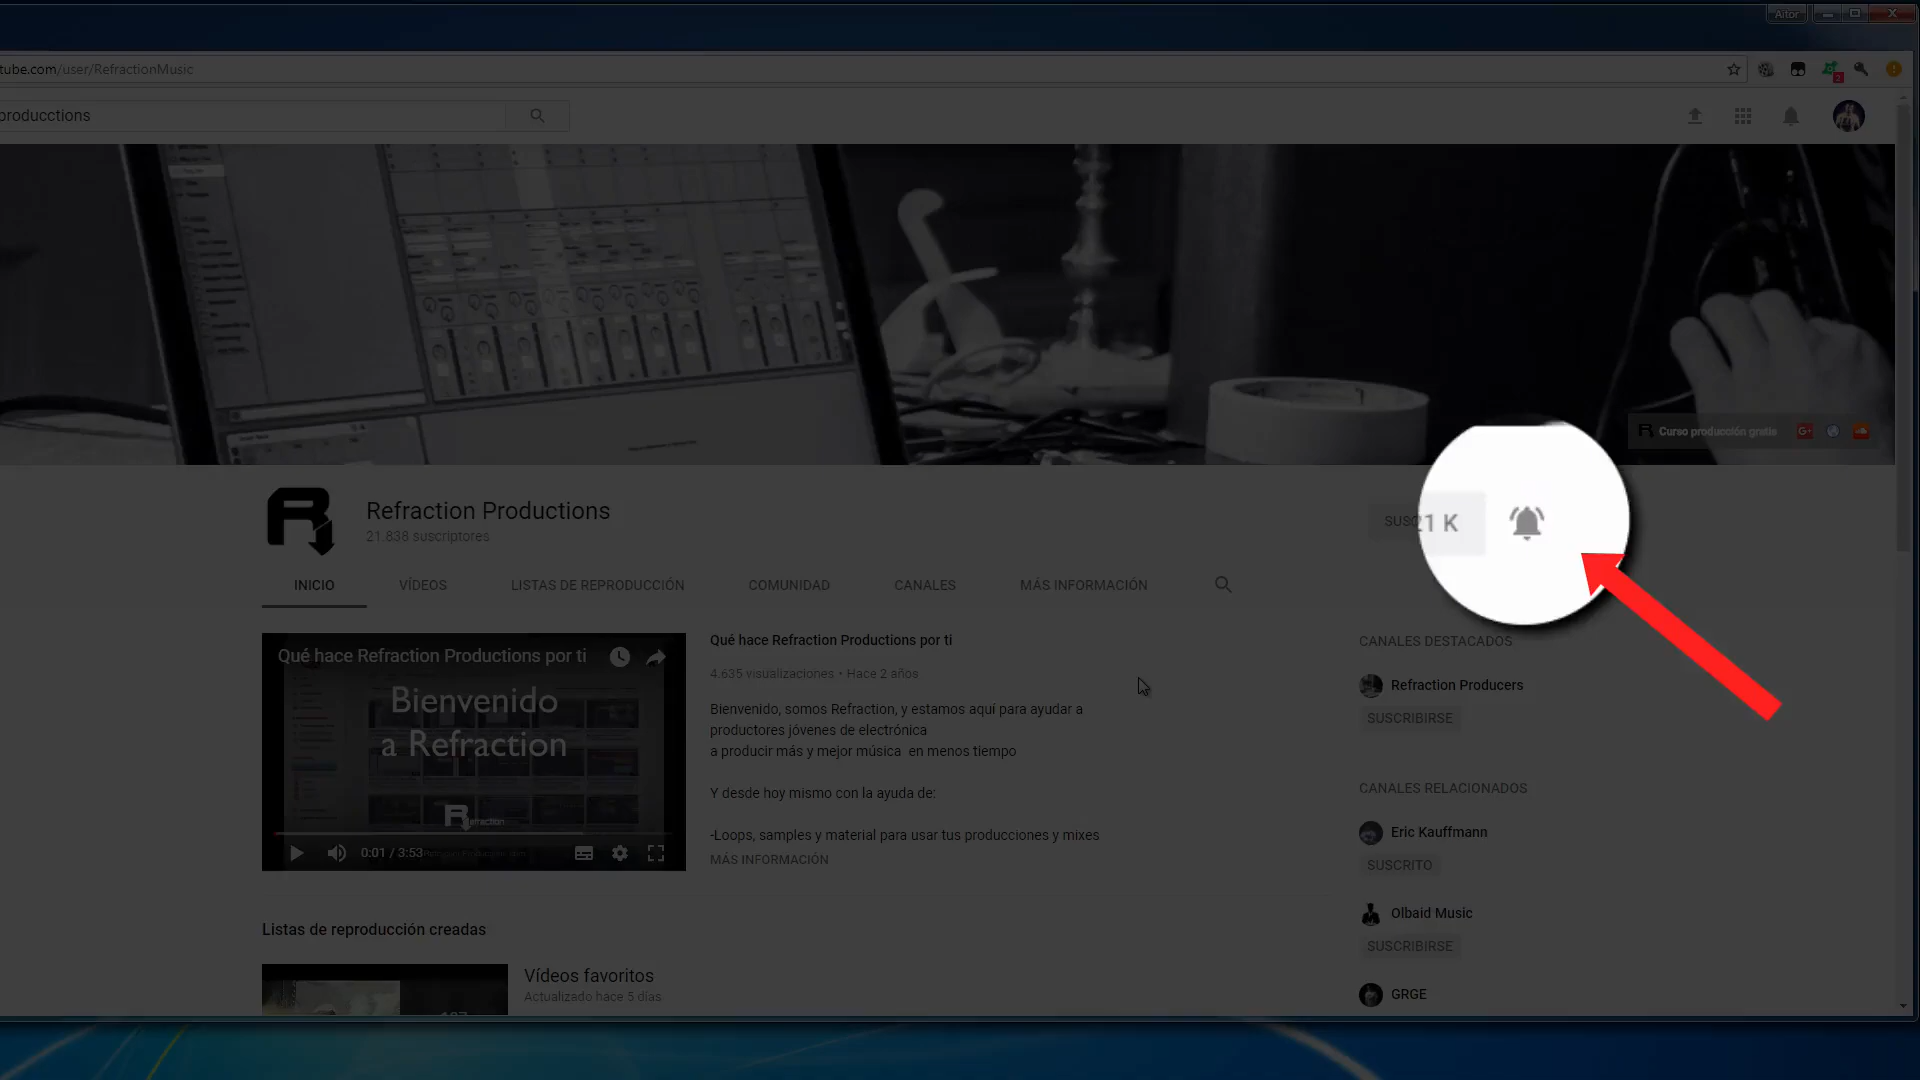 Aitor
tube.com/user/RefractionMusic
2
producctions
Curso producción gratis
G+
Refraction Productions
21.838 suscriptores
SUS
21 K
INICIO
VÍDEOS
LISTAS DE REPRODUCCIÓN
COMUNIDAD
CANALES
MÁS INFORMACIÓN
Qué hace Refraction Productions por ti
Bienvenido
a Refraction
Refraction
0:01 / 3:53
Qué hace Refraction Productions por ti
4.635 visualizaciones • Hace 2 años
Bienvenido, somos Refraction, y estamos aquí para ayudar a
productores jóvenes de electrónica
a producir más y mejor música en menos tiempo
Y desde hoy mismo con la ayuda de:
-Loops, samples y material para usar tus producciones y mixes
MÁS INFORMACIÓN
CANALES DESTACADOS
Refraction Producers
SUSCRIBIRSE
CANALES RELACIONADOS
Eric Kauffmann
SUSCRITO
Olbaid Music
SUSCRIBIRSE
GRGE
Listas de reproducción creadas
Vídeos favoritos
Actualizado hace 5 días